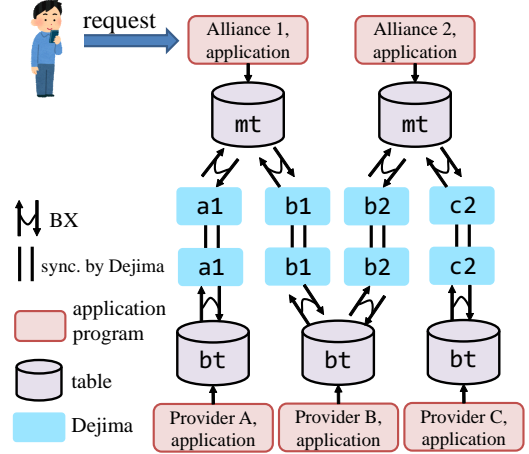 request
Alliance 1,
application
Alliance 2,
application
mt
mt
a1
b1
b2
c2
BX
sync. by Dejima
a1
b1
b2
c2
application
program
table
Dejima
bt
bt
bt
Provider A,
application
Provider B,
application
Provider C,
application